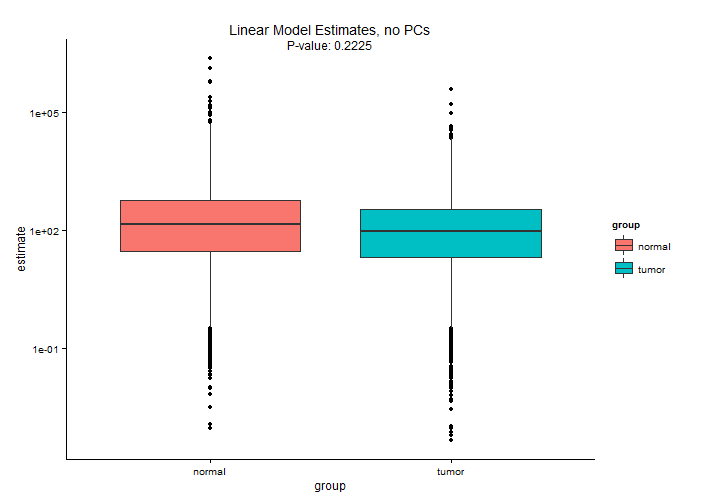 Linear Model Estimates, no PCs
P-value: 0.2225
1e+05
1e+02
1e-01
estimate
normal
tumor
group
group
normal
tumor